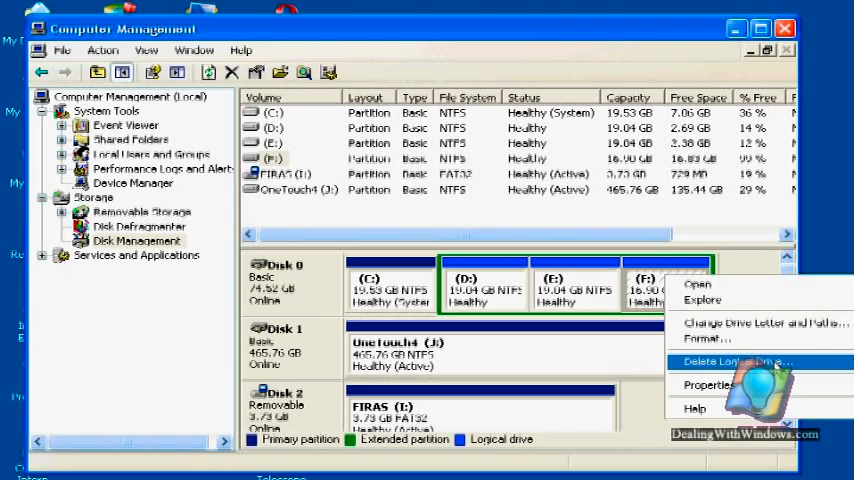 Computer Management
File Action View Window Help
Computer Management (Local)
System Tools
Event Viewer
Shared Folders
Local Users and Groups
Performance Logs and Alert
Device Manager
Storage
Removable Storage
Disk Defragmenter
Disk Management
Services and Applications
Volume Layout Type File System Status Capacity Free Space % Free
(C:) Partition Basic NTFS Healthy (System) 19.53 GB 7.06 GB 36 %
(D:) Partition Basic NTFS Healthy 19.04 GB 2.69 GB 14 %
(E:) Partition Basic NTFS Healthy 19.04 GB 2.38 GB 12 %
(F:) Partition Basic NTFS Healthy 16.90 GB 16.83 GB 99 %
FIRAS (I:) Partition Basic FAT32 Healthy (Active) 3.73 GB 729 MB 19 %
OneTouch4 (J:) Partition Basic NTFS Healthy (Active) 465.76 GB 135.44 GB 29 %
Disk 0
Basic
74.52 GB
Online
(C:)
19.53 GB NTFS
Healthy (System
(D:)
19.04 GB NTFS
Healthy
(E:)
19.04 GB NTFS
Healthy
(F:)
16.90
Healthy
Disk 1
Basic
465.76 GB
Online
OneTouch4 (J:)
465.76 GB NTFS
Healthy (Active)
Disk 2
Removable
3.73 GB
Online
FIRAS (I:)
3.73 GB FAT32
Healthy (Active)
Primary partition Extended partition Logical drive
Open
Explore
Change Drive Letter and Paths...
Format...
Delete Logical Drive...
Properties
Help
DealingWithWindows.com